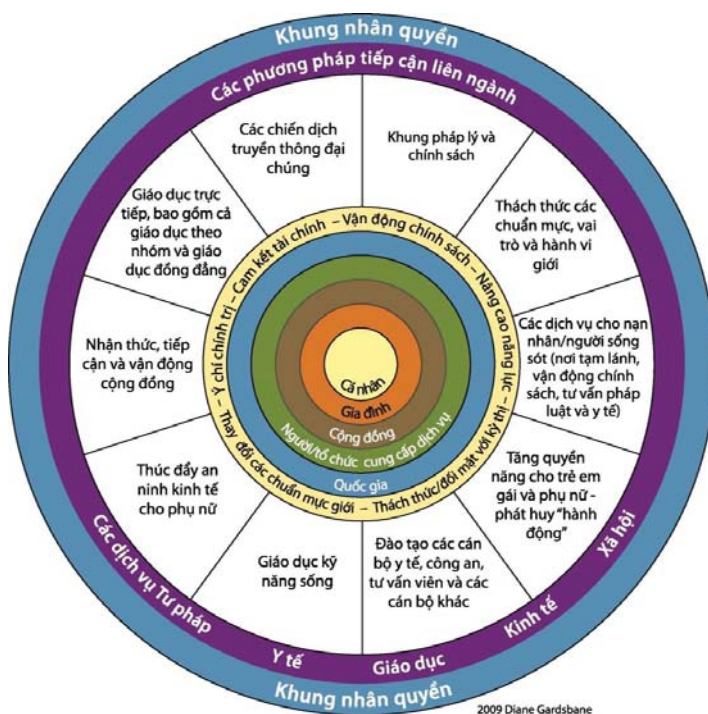 Khung nhân quyền
Các phương pháp tiếp cận liên ngành
Các chiến dịch
truyền thông đại
chúng
Khung pháp lý và
chính sách
Thách thức các
chuẩn mực, vai
trò và hành vi
giới
Các dịch vụ cho nạn
nhân/người sống
sót (nơi tạm lánh,
vận động chính
sách, tư vấn pháp
luật và y tế)
Tăng quyền
năng cho trẻ em
gái và phụ nữ -
phát huy "hành
động"
Đào tạo các cán
bộ y tế, công an,
tư vấn viên và các
cán bộ khác
Giáo dục kỹ
năng sống
Thúc đẩy an
ninh kinh tế
cho phụ nữ
Nhận thức, tiếp
cận và vận động
cộng đồng
Giáo dục trực
tiếp, bao gồm cả
giáo dục theo
nhóm và giáo
dục đồng đẳng
– Ý chí chính trị – Cam kết tài chính – Vận động chính sách – Nâng cao năng lực –
Thay đổi các chuẩn mực giới – Thách thức/đối mặt với kỳ thị
Cá nhân
Gia đình
Cộng đồng
Người/tổ chức cung cấp dịch vụ
Quốc gia
Các dịch vụ Tư pháp
Y tế
Giáo dục
Kinh tế
Xã hội
Khung nhân quyền
2009 Diane Gardsbane